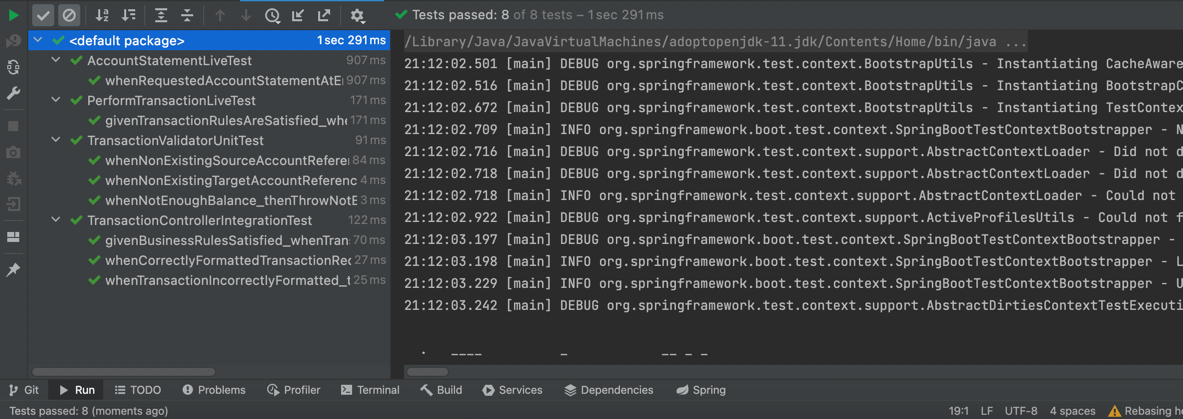 Tests passed: 8 of 8 tests – 1 sec 291 ms
<default package> 1 sec 291 ms
AccountStatementLiveTest 907 ms
whenRequestedAccountStatementAtE 907 ms
PerformTransactionLiveTest 171 ms
givenTransactionRulesAreSatisfied_whe 171 ms
TransactionValidatorUnitTest 91 ms
whenNonExistingSourceAccountRefere 84 ms
whenNonExistingTargetAccountReferenc 4 ms
whenNotEnoughBalance_thenThrowNotE 3 ms
TransactionControllerIntegrationTest 122 ms
givenBusinessRulesSatisfied_whenTran 70 ms
whenCorrectlyFormattedTransactionRec 27 ms
whenTransactionIncorrectlyFormatted_t 25 ms
/Library/Java/JavaVirtualMachines/adoptopenjdk-11.jdk/Contents/Home/bin/java ...
21:12:02.501 [main] DEBUG org.springframework.test.context.BootstrapUtils - Instantiating CacheAware
21:12:02.516 [main] DEBUG org.springframework.test.context.BootstrapUtils - Instantiating BootstrapC
21:12:02.672 [main] DEBUG org.springframework.test.context.BootstrapUtils - Instantiating TestContex
21:12:02.709 [main] INFO org.springframework.boot.test.context.SpringBootTestContextBootstrapper - N
21:12:02.716 [main] DEBUG org.springframework.test.context.support.AbstractContextLoader - Did not d
21:12:02.718 [main] DEBUG org.springframework.test.context.support.AbstractContextLoader - Did not d
21:12:02.718 [main] INFO org.springframework.test.context.support.AbstractContextLoader - Could not
21:12:02.922 [main] DEBUG org.springframework.test.context.support.ActiveProfilesUtils - Could not f
21:12:03.197 [main] DEBUG org.springframework.boot.test.context.SpringBootTestContextBootstrapper -
21:12:03.198 [main] INFO org.springframework.boot.test.context.SpringBootTestContextBootstrapper - L
21:12:03.229 [main] INFO org.springframework.boot.test.context.SpringBootTestContextBootstrapper - U
21:12:03.242 [main] DEBUG org.springframework.test.context.support.AbstractDirtiesContextTestExecuti
. ____ _ __ _ _
Git Run TODO Problems Profiler Terminal Build Services Dependencies Spring
Tests passed: 8 (moments ago) 19:1 LF UTF-8 4 spaces Rebasing